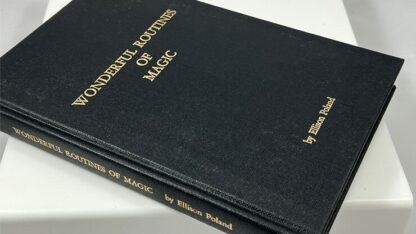 WONDERFUL ROUTINES
OF
MAGIC
by Ellison Poland
WONDERFUL ROUTINES OF MAGIC by Ellison Poland